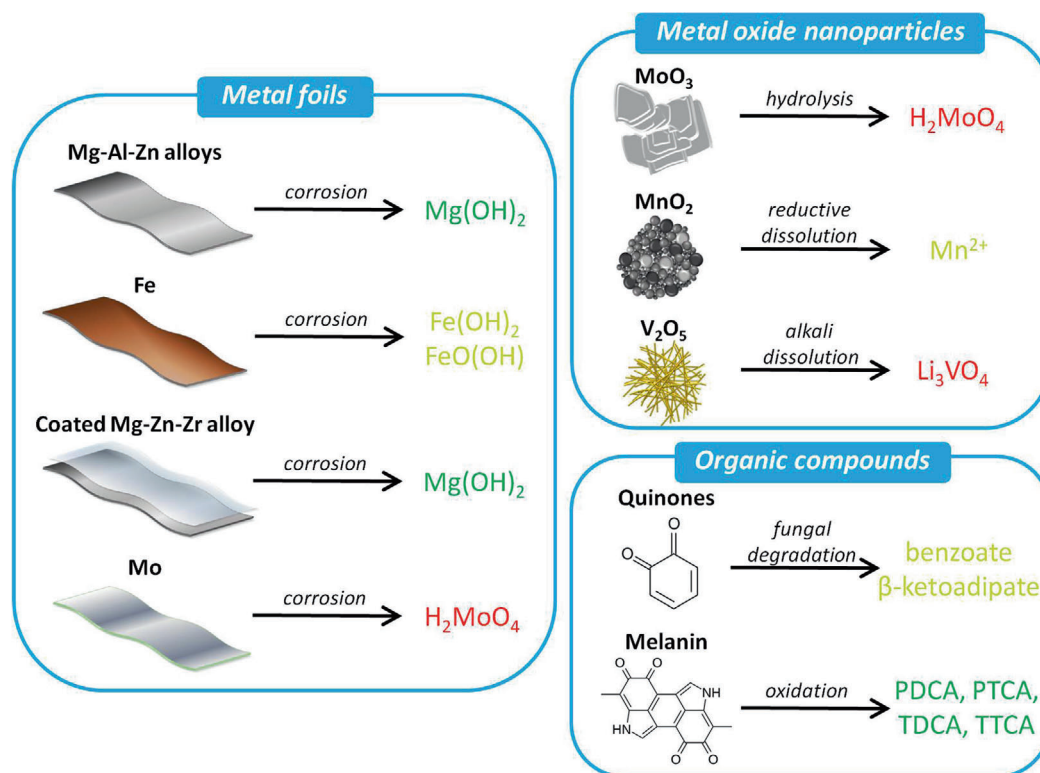 Metal foils
Mg-Al-Zn alloys
corrosion
Mg(OH)₂
Fe
corrosion
Fe(OH)₂
FeO(OH)
Coated Mg-Zn-Zr alloy
corrosion
Mg(OH)₂
Mo
corrosion
H₂MoO₄
Metal oxide nanoparticles
MoO₃
hydrolysis
H₂MoO₄
MnO₂
reductive
dissolution
Mn²⁺
V₂O₅
alkali
dissolution
Li₃VO₄
Organic compounds
Quinones
O
O
fungal
degradation
benzoate
β-ketoadipate
Melanin
O
O
NH
HN
O
O
oxidation
PDCA, PTCA,
TDCA, TTCA